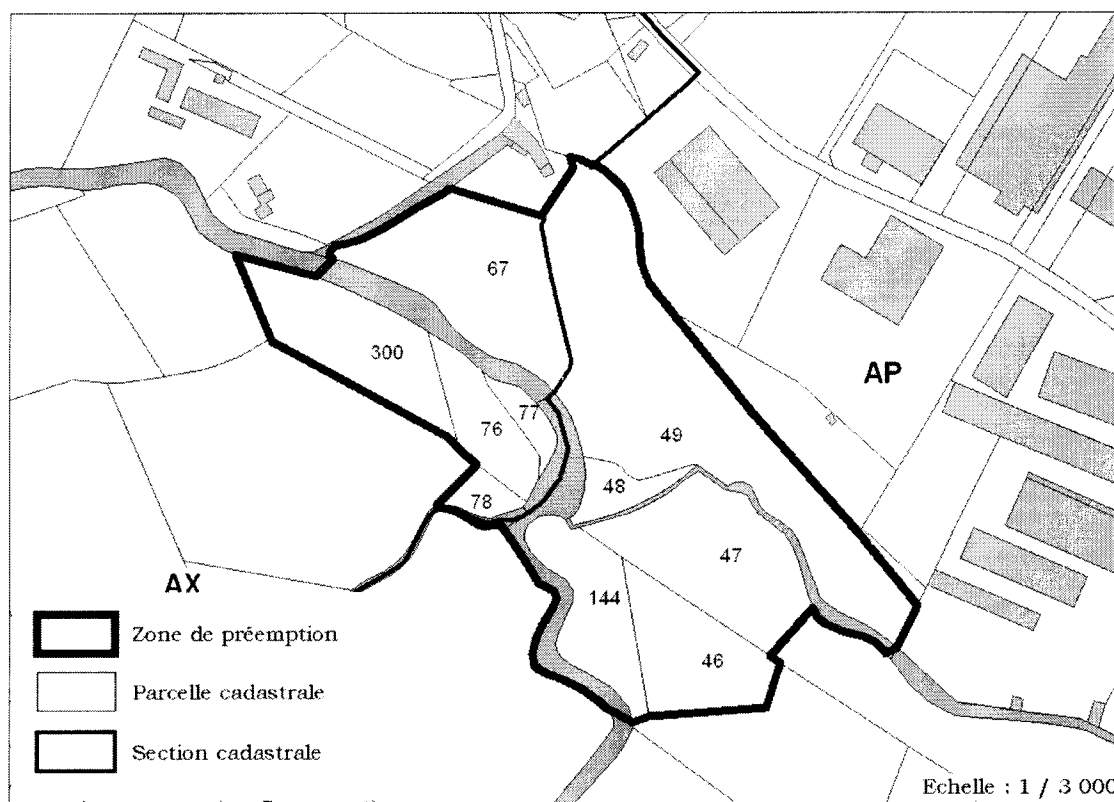 67
300
AP
77
76
49
48
78
47
AX
144
46
Zone de préemption
Parcelle cadastrale
Section cadastrale
Echelle : 1 / 3 000